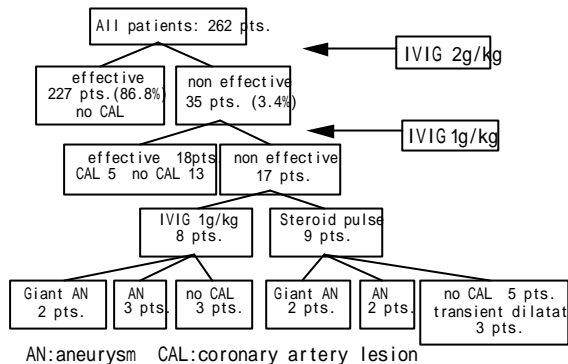 All patients: 262 pts.
IVIG 2g/kg
effective
227 pts.(86.8%)
no CAL
non effective
35 pts. (3.4%)
IVIG 1g/kg
effective 18pts.
CAL 5 no CAL 13
non effective
17 pts.
IVIG 1g/kg
8 pts.
Steroid pulse
9 pts.
Giant AN
2 pts.
AN
3 pts.
no CAL
3 pts.
Giant AN
2 pts.
AN
2 pts.
no CAL 5 pts.
transient dilatat
3 pts.
AN:aneurysm CAL:coronary artery lesion